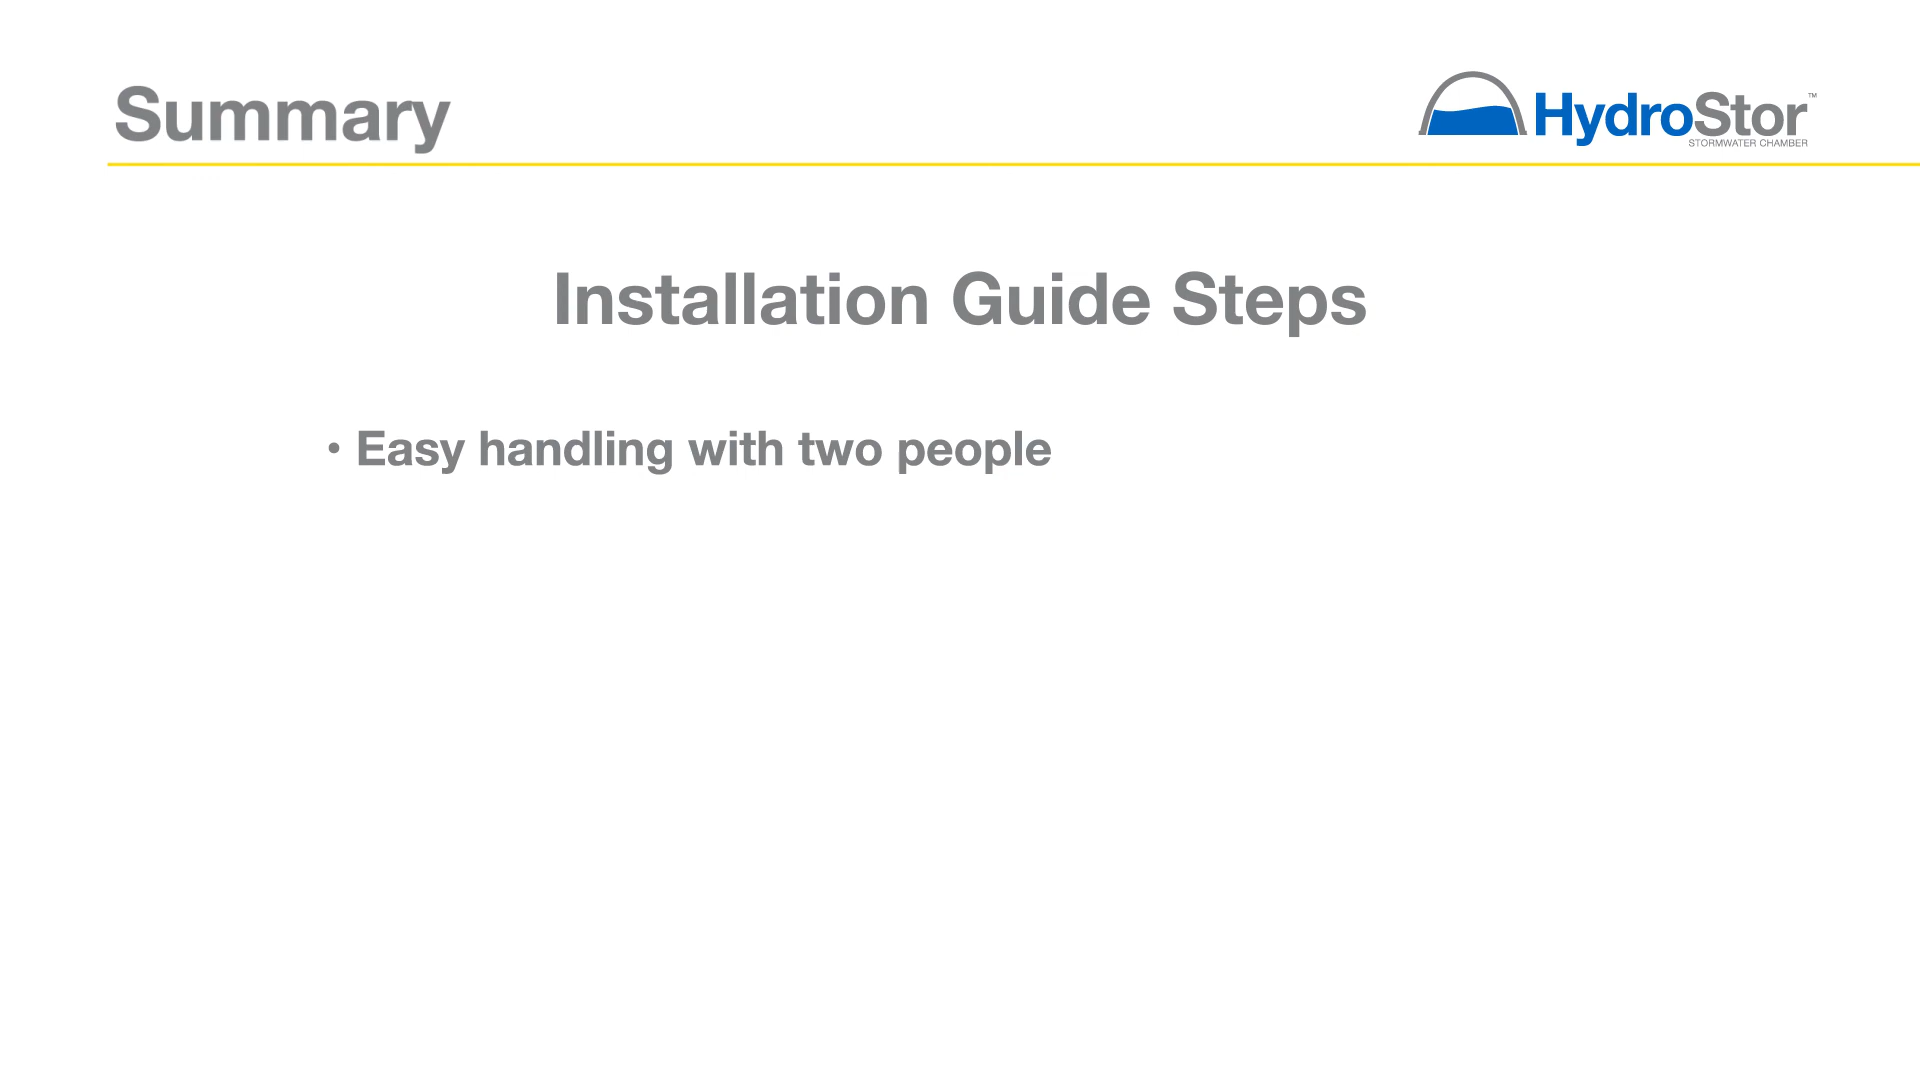 Summary
HydroStor™
STORMWATER CHAMBER
Installation Guide Steps
• Easy handling with two people